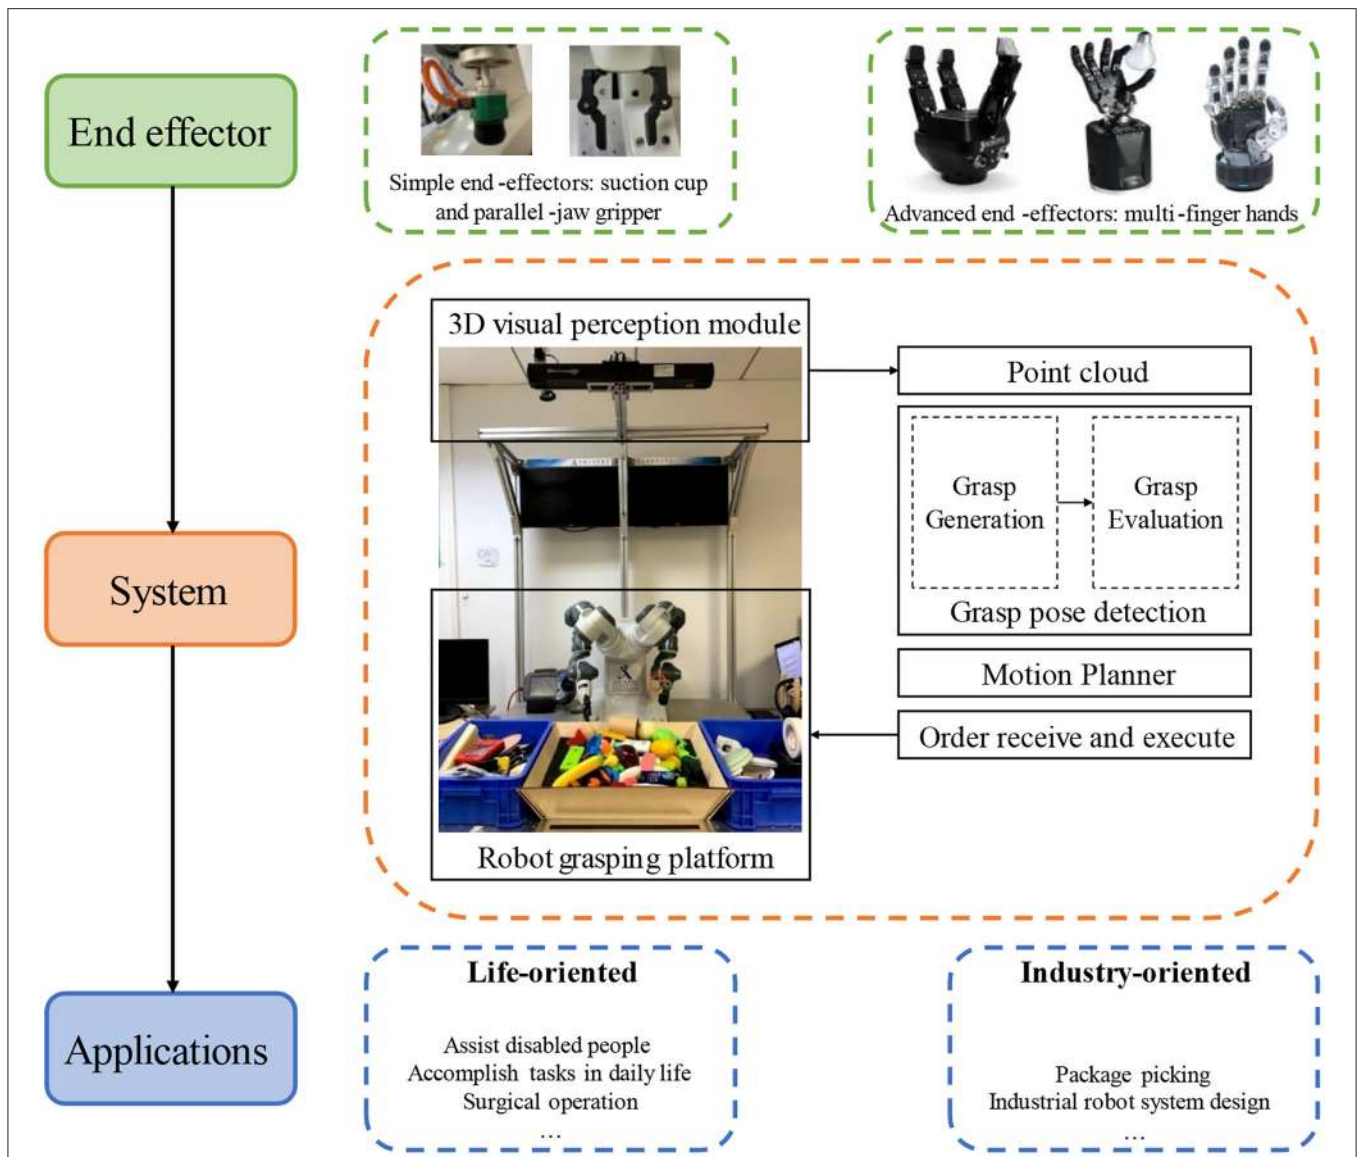 End effector
Simple end -effectors: suction cup
and parallel -jaw gripper
Advanced end -effectors: multi -finger hands
System
3D visual perception module
Point cloud
Grasp
Generation
Grasp
Evaluation
Grasp pose detection
Motion Planner
Order receive and execute
Robot grasping platform
Applications
Life-oriented
Assist disabled people
Accomplish tasks in daily life
Surgical operation
...
Industry-oriented
Package picking
Industrial robot system design
...